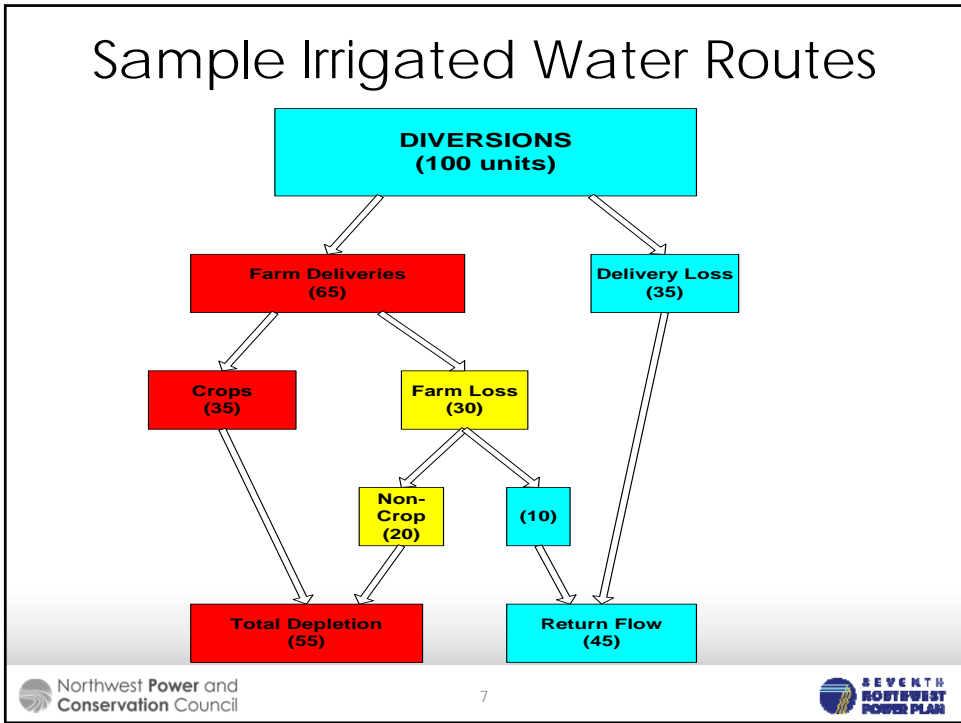 Sample Irrigated Water Routes
DIVERSIONS
(100 units)
Farm Deliveries
(65)
Delivery Loss
(35)
Crops
(35)
Farm Loss
(30)
Non-
Crop
(20)
(10)
Total Depletion
(55)
Return Flow
(45)
Northwest Power and
Conservation Council
7
SEVENTH
NORTHWEST
POWER PLAN